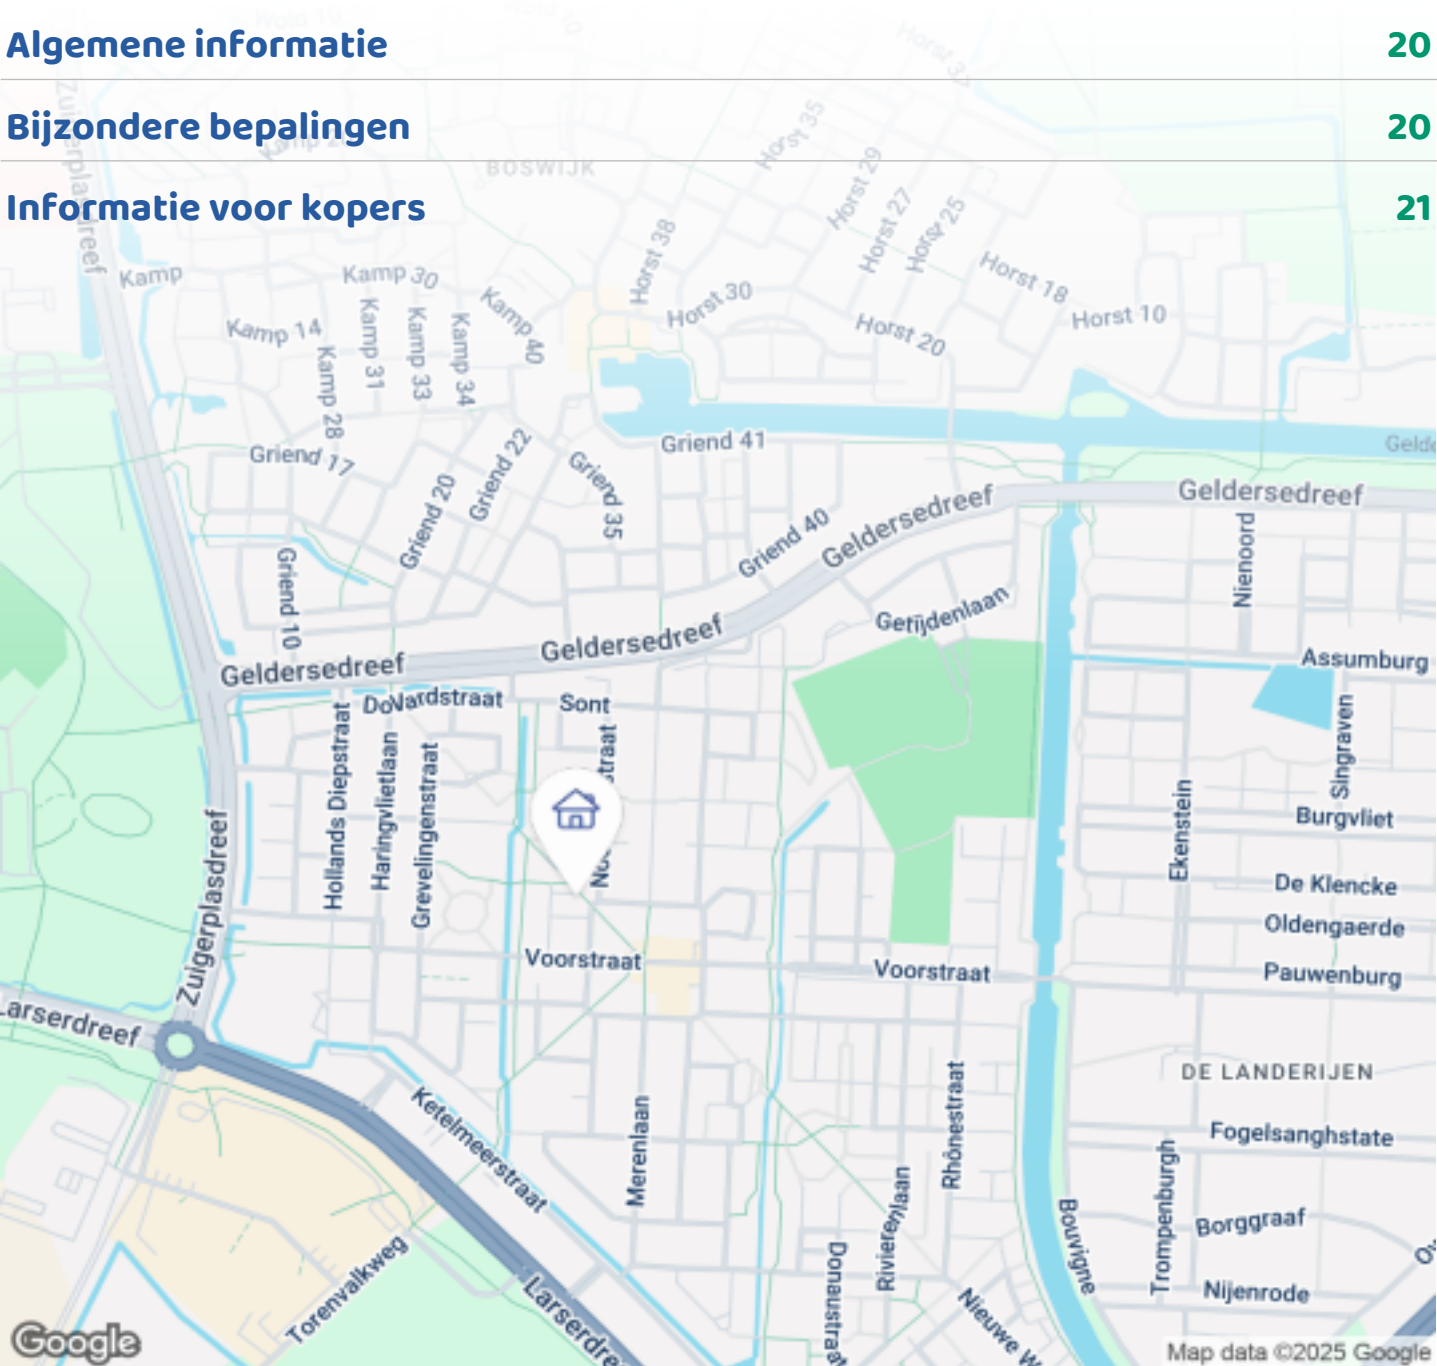 Algemene informatie 20
Bijzondere bepalingen 20
Informatie voor kopers 21
Wold 10
Horst 35
Horst 29
Horst 27
Horst 25
BOSWIJK
Zuigerplasdreef
Kamp
Kamp 30
Horst 38
Horst 30
Horst 18
Horst 10
Kamp 14
Kamp 31
Kamp 33
Kamp 34
Kamp 40
Horst 20
Kamp 28
Griend 17
Griend 20
Griend 22
Griend 35
Griend 41
Geldersedreef
Geldersedreef
Griend 40
Griend 10
Nienoord
Getijdenlaan
Geldersedreef
Geldersedreef
Assumburg
Sont
Hollands Diepstraat
Haringvlietlaan
Grevelingenstraat
Singraven
Burgvliet
Ekenstein
De Klencke
Oldengaerde
Zuigerplasdreef
Voorstraat
Voorstraat
Pauwenburg
Larserdreef
DE LANDERIJEN
Ketelmeerstraat
Merenlaan
Rhônestraat
Fogelsanghstate
Rivierenlaan
Trompenburgh
Borggraaf
Bouvigne
Torenvalkweg
Nijenrode
Nieuwe
Google
Map data ©2025 Google